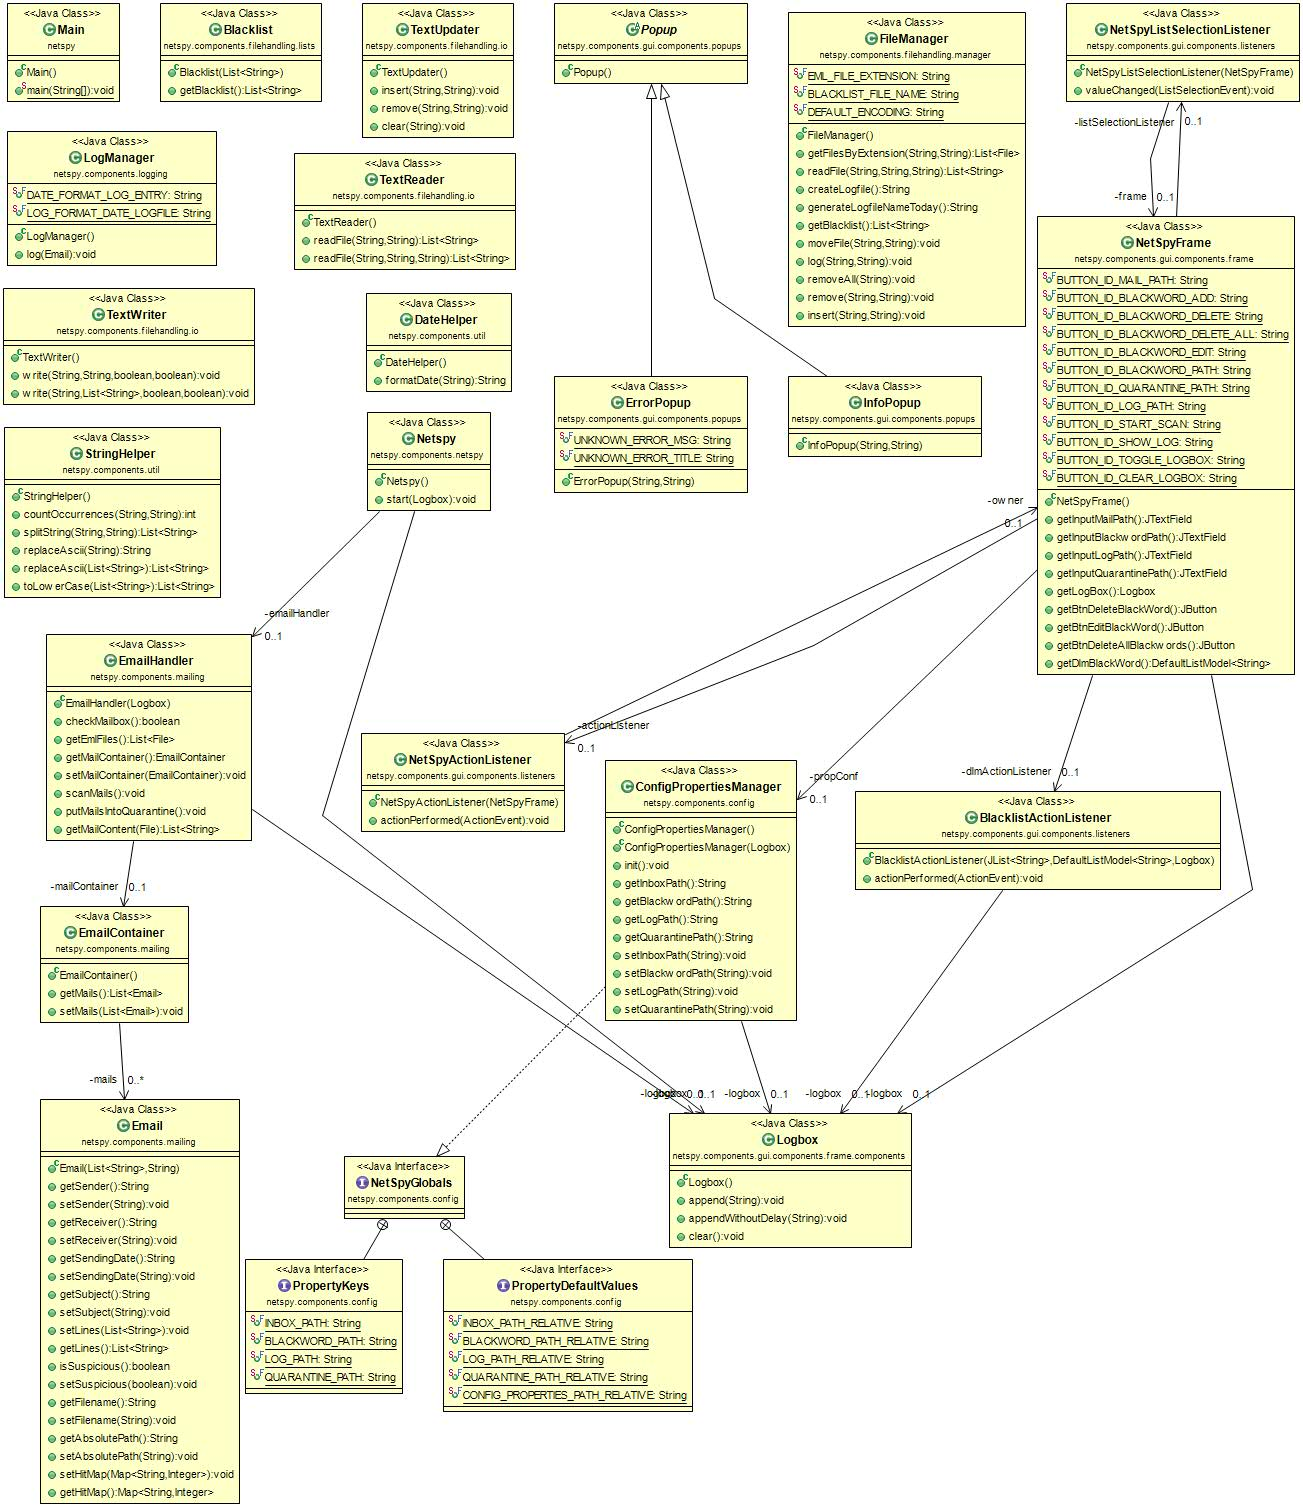 <<Java Class>>
Main
netspy
Main()
main(String[]):void
<<Java Class>>
Blacklist
netspy.components.filehandling.lists
Blacklist(List<String>)
getBlacklist():List<String>
<<Java Class>>
TextUpdater
netspy.components.filehandling.io
TextUpdater()
insert(String,String):void
remove(String,String):void
clear(String):void
<<Java Class>>
Popup
netspy.components.gui.components.popups
Popup()
<<Java Class>>
FileManager
netspy.components.filehandling.manager
EML_FILE_EXTENSION: String
BLACKLIST_FILE_NAME: String
DEFAULT_ENCODING: String
FileManager()
getFilesByExtension(String,String):List<File>
readFile(String,String,String):List<String>
createLogfile():String
generateLogfileNameToday():String
getBlacklist():List<String>
moveFile(String,String):void
log(String,String):void
removeAll(String):void
remove(String,String):void
insert(String,String):void
<<Java Class>>
NetSpyListSelectionListener
netspy.components.gui.components.listeners
NetSpyListSelectionListener(NetSpyFrame)
valueChanged(ListSelectionEvent):void
-listSelectionListener 0..1
-frame 0..1
<<Java Class>>
LogManager
netspy.components.logging
DATE_FORMAT_LOG_ENTRY: String
LOG_FORMAT_DATE_LOGFILE: String
LogManager()
log(Email):void
<<Java Class>>
TextReader
netspy.components.filehandling.io
TextReader()
readFile(String,String):List<String>
readFile(String,String,String):List<String>
<<Java Class>>
NetSpyFrame
netspy.components.gui.components.frame
BUTTON_ID_MAIL_PATH: String
BUTTON_ID_BLACKWORD_ADD: String
BUTTON_ID_BLACKWORD_DELETE: String
BUTTON_ID_BLACKWORD_DELETE_ALL: String
BUTTON_ID_BLACKWORD_EDIT: String
BUTTON_ID_BLACKWORD_PATH: String
BUTTON_ID_QUARANTINE_PATH: String
BUTTON_ID_LOG_PATH: String
BUTTON_ID_START_SCAN: String
BUTTON_ID_SHOW_LOG: String
BUTTON_ID_TOGGLE_LOGBOX: String
BUTTON_ID_CLEAR_LOGBOX: String
NetSpyFrame()
getInputMailPath():JTextField
getInputBlackwordPath():JTextField
getInputLogPath():JTextField
getInputQuarantinePath():JTextField
getLogBox():Logbox
getBtnDeleteBlackWord():JButton
getBtnEditBlackWord():JButton
getBtnDeleteAllBlackwords():JButton
getDlmBlackWord():DefaultListModel<String>
<<Java Class>>
TextWriter
netspy.components.filehandling.io
TextWriter()
write(String,String,boolean,boolean):void
write(String,List<String>,boolean,boolean):void
<<Java Class>>
DateHelper
netspy.components.util
DateHelper()
formatDate(String):String
<<Java Class>>
ErrorPopup
netspy.components.gui.components.popups
UNKNOWN_ERROR_MSG: String
UNKNOWN_ERROR_TITLE: String
ErrorPopup(String,String)
<<Java Class>>
InfoPopup
netspy.components.gui.components.popups
InfoPopup(String,String)
<<Java Class>>
StringHelper
netspy.components.util
StringHelper()
countOccurrences(String,String):int
splitString(String,String):List<String>
replaceAscii(String):String
replaceAscii(List<String>):List<String>
toLowerCase(List<String>):List<String>
<<Java Class>>
Netspy
netspy.components.netspy
Netspy()
start(Logbox):void
-owner
0..1
-emailHandler
0..1
<<Java Class>>
EmailHandler
netspy.components.mailing
EmailHandler(Logbox)
checkMailbox():boolean
getEmlFiles():List<File>
getMailContainer():EmailContainer
setMailContainer(EmailContainer):void
scanMails():void
putMailsIntoQuarantine():void
getMailContent(File):List<String>
-actionListener
0..1
<<Java Class>>
NetSpyActionListener
netspy.components.gui.components.listeners
NetSpyActionListener(NetSpyFrame)
actionPerformed(ActionEvent):void
-propConf
0..1
<<Java Class>>
ConfigPropertiesManager
netspy.components.config
ConfigPropertiesManager()
ConfigPropertiesManager(Logbox)
init():void
getInboxPath():String
getBlackwordPath():String
getLogPath():String
getQuarantinePath():String
setInboxPath(String):void
setBlackwordPath(String):void
setLogPath(String):void
setQuarantinePath(String):void
-dlmActionListener 0..1
<<Java Class>>
BlacklistActionListener
netspy.components.gui.components.listeners
BlacklistActionListener(JList<String>,DefaultListModel<String>,Logbox)
actionPerformed(ActionEvent):void
-mailContainer 0..1
<<Java Class>>
EmailContainer
netspy.components.mailing
EmailContainer()
getMails():List<Email>
setMails(List<Email>):void
-mails 0..*
<<Java Class>>
Email
netspy.components.mailing
Email(List<String>,String)
getSender():String
setSender(String):void
getReceiver():String
setReceiver(String):void
getSendingDate():String
setSendingDate(String):void
getSubject():String
setSubject(String):void
setLines(List<String>):void
getLines():List<String>
isSuspicious():boolean
setSuspicious(boolean):void
getFilename():String
setFilename(String):void
getAbsolutePath():String
setAbsolutePath(String):void
setHitMap(Map<String,Integer>):void
getHitMap():Map<String,Integer>
-logbox 0..1
-logbox 0..1
-logbox 0..1
-logbox 0..1
-logbox 0..1
<<Java Class>>
Logbox
netspy.components.gui.components.frame.components
Logbox()
append(String):void
appendWithoutDelay(String):void
clear():void
<<Java Interface>>
NetSpyGlobals
netspy.components.config
<<Java Interface>>
PropertyKeys
netspy.components.config
INBOX_PATH: String
BLACKWORD_PATH: String
LOG_PATH: String
QUARANTINE_PATH: String
<<Java Interface>>
PropertyDefaultValues
netspy.components.config
INBOX_PATH_RELATIVE: String
BLACKWORD_PATH_RELATIVE: String
LOG_PATH_RELATIVE: String
QUARANTINE_PATH_RELATIVE: String
CONFIG_PROPERTIES_PATH_RELATIVE: String